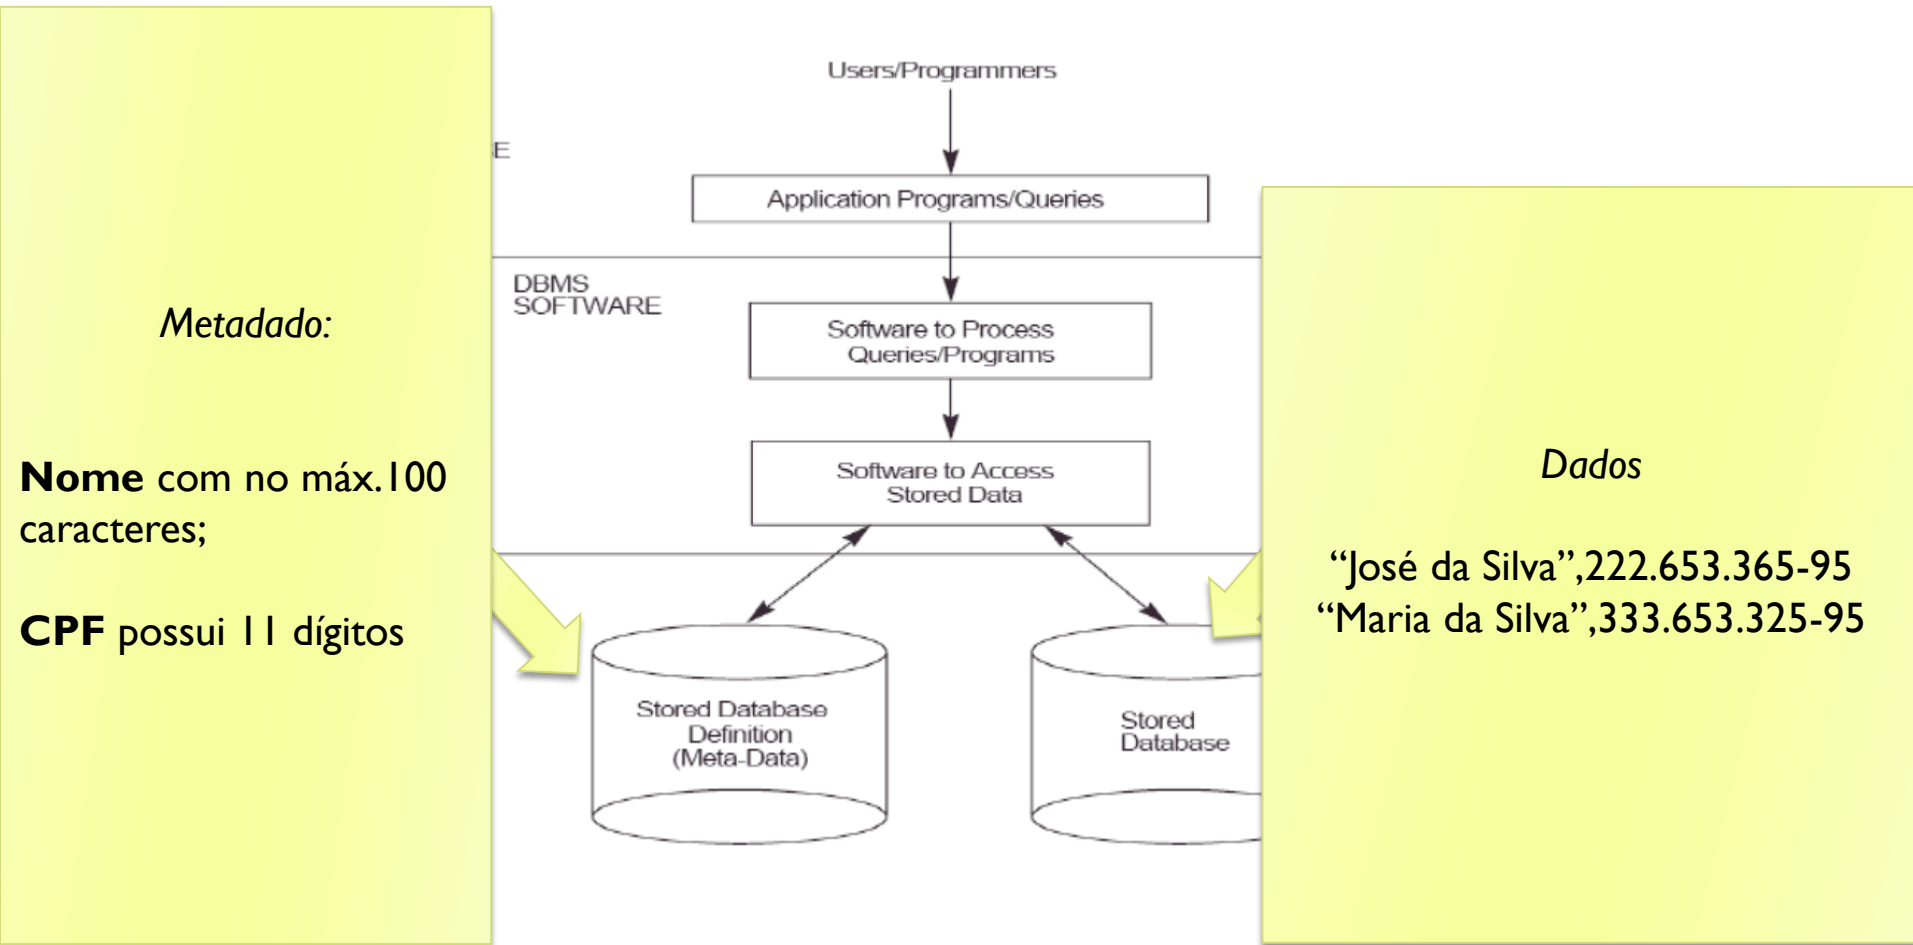 Metadado:
Nome com no máx.100
caracteres;
CPF possui 11 dígitos
Users/Programmers
Application Programs/Queries
DBMS
SOFTWARE
Software to Process
Queries/Programs
Software to Access
Stored Data
Stored Database
Definition
(Meta-Data)
Stored
Database
Dados
“José da Silva”,222.653.365-95
“Maria da Silva”,333.653.325-95